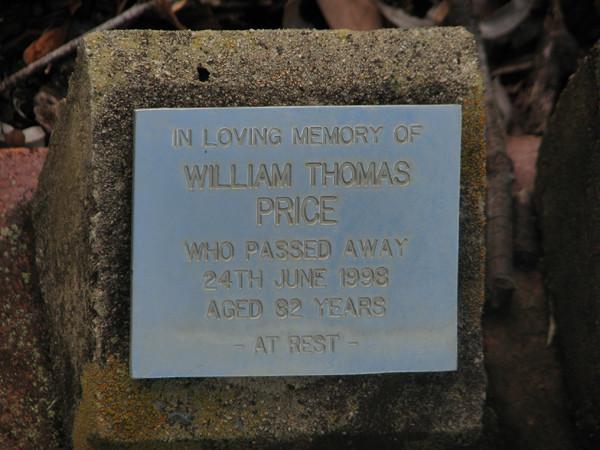 IN LOVING MEMORY OF
WILLIAM THOMAS
PRICE
WHO PASSED AWAY
24TH JUNE 1998
AGED 82 YEARS
- AT REST -